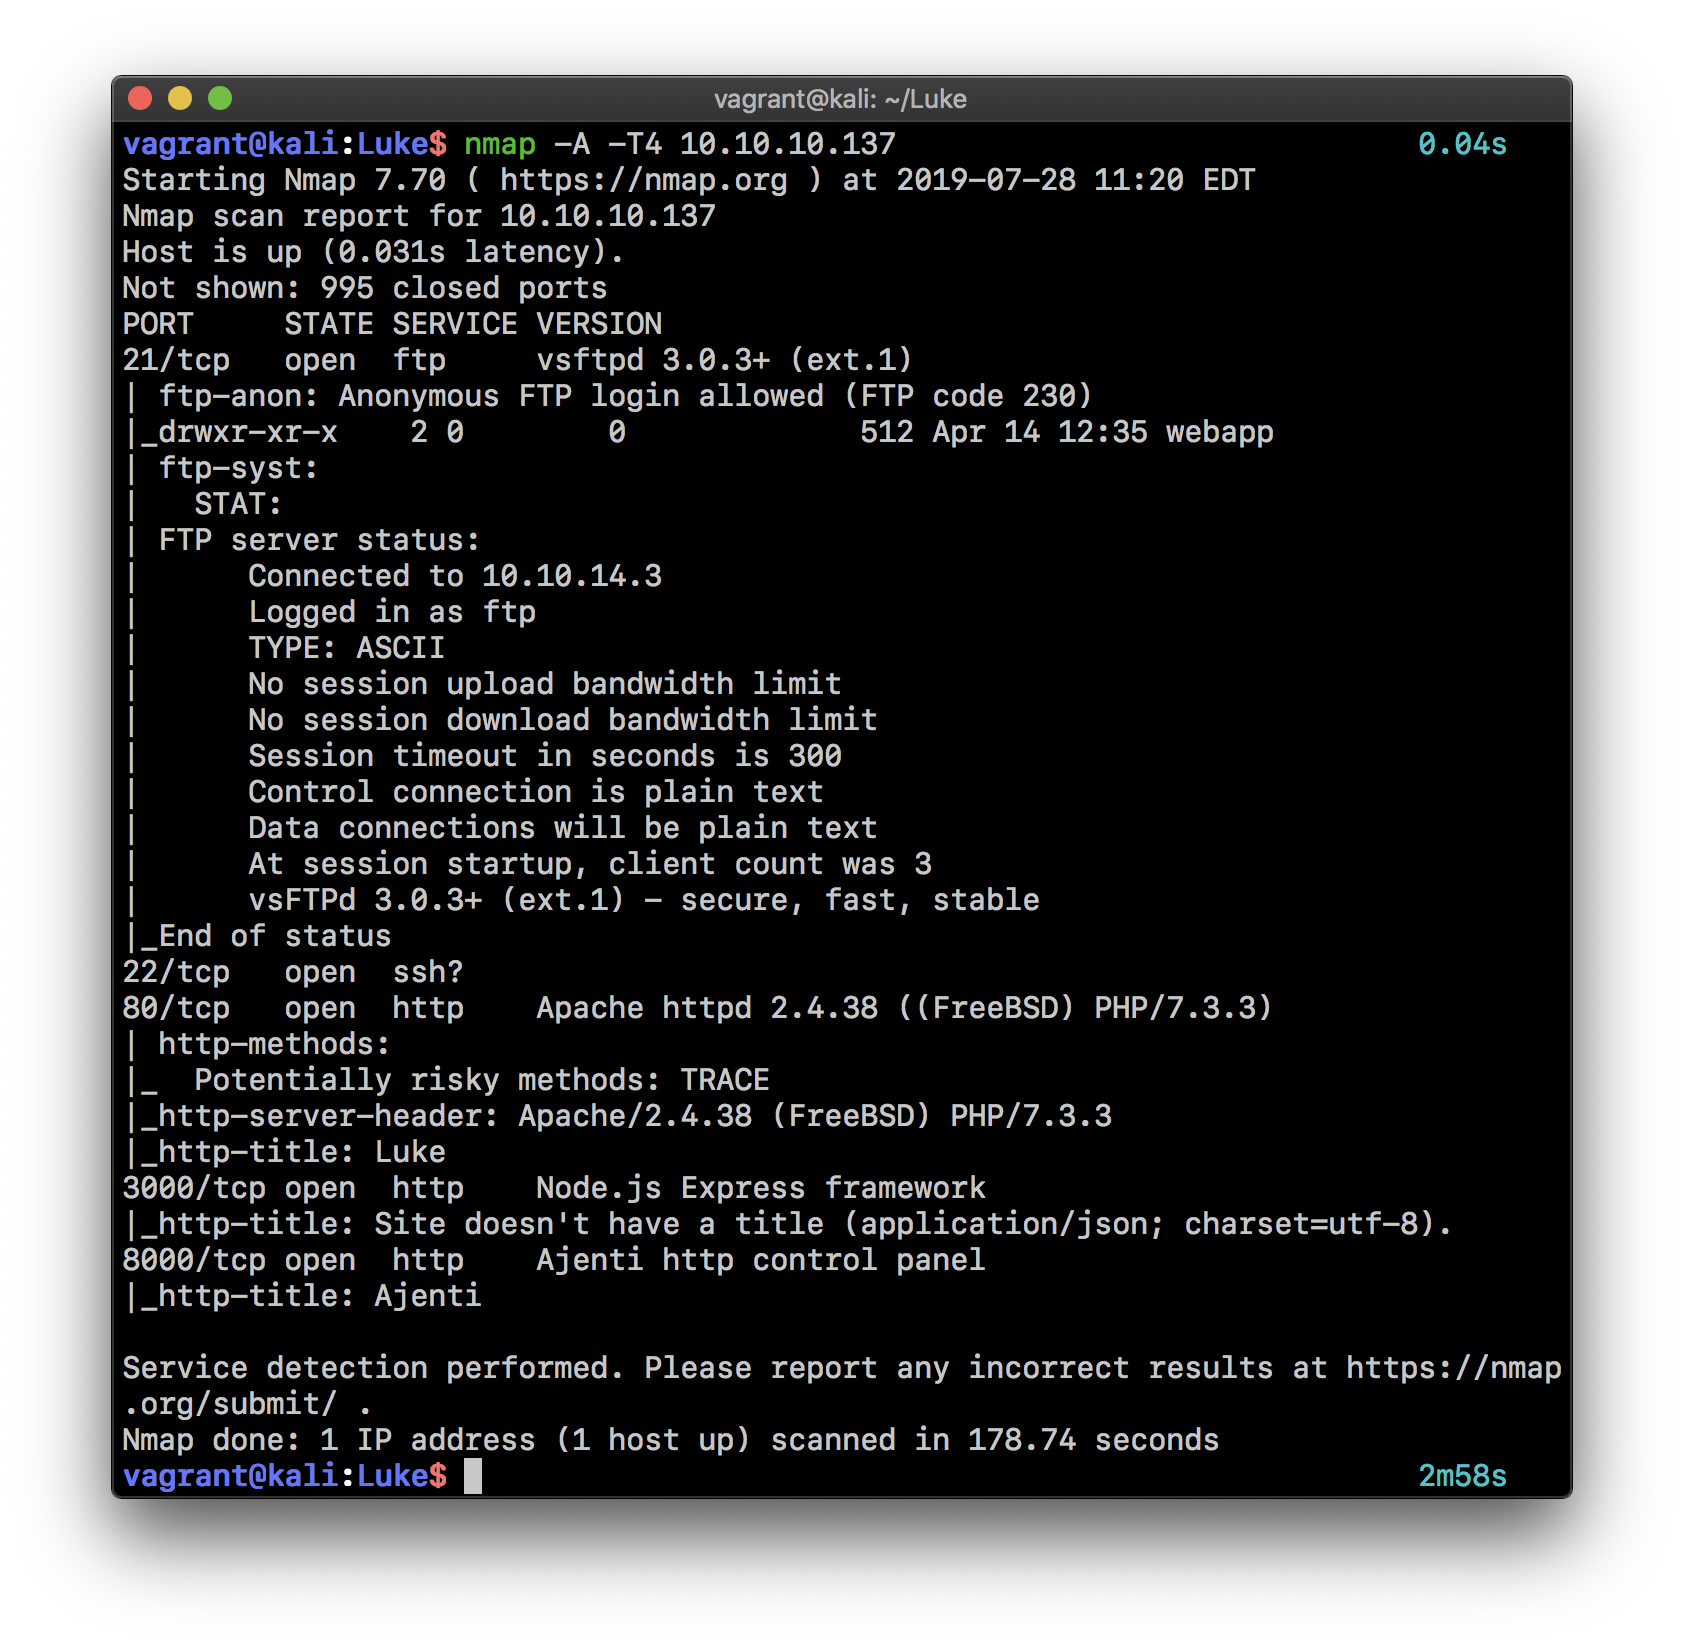 vagrant@kali: ~/Luke
vagrant@kali:Luke$ nmap -A -T4 10.10.10.137 0.04s
Starting Nmap 7.70 ( https://nmap.org ) at 2019-07-28 11:20 EDT
Nmap scan report for 10.10.10.137
Host is up (0.031s latency).
Not shown: 995 closed ports
PORT     STATE SERVICE VERSION
21/tcp   open  ftp     vsftpd 3.0.3+ (ext.1)
| ftp-anon: Anonymous FTP login allowed (FTP code 230)
|_drwxr-xr-x    2 0        0             512 Apr 14 12:35 webapp
| ftp-syst:
|   STAT:
| FTP server status:
|      Connected to 10.10.14.3
|      Logged in as ftp
|      TYPE: ASCII
|      No session upload bandwidth limit
|      No session download bandwidth limit
|      Session timeout in seconds is 300
|      Control connection is plain text
|      Data connections will be plain text
|      At session startup, client count was 3
|      vsFTPd 3.0.3+ (ext.1) - secure, fast, stable
|_End of status
22/tcp   open  ssh?
80/tcp   open  http    Apache httpd 2.4.38 ((FreeBSD) PHP/7.3.3)
| http-methods:
|_  Potentially risky methods: TRACE
|_http-server-header: Apache/2.4.38 (FreeBSD) PHP/7.3.3
|_http-title: Luke
3000/tcp open  http    Node.js Express framework
|_http-title: Site doesn't have a title (application/json; charset=utf-8).
8000/tcp open  http    Ajenti http control panel
|_http-title: Ajenti
Service detection performed. Please report any incorrect results at https://nmap
.org/submit/ .
Nmap done: 1 IP address (1 host up) scanned in 178.74 seconds
vagrant@kali:Luke$ 2m58s